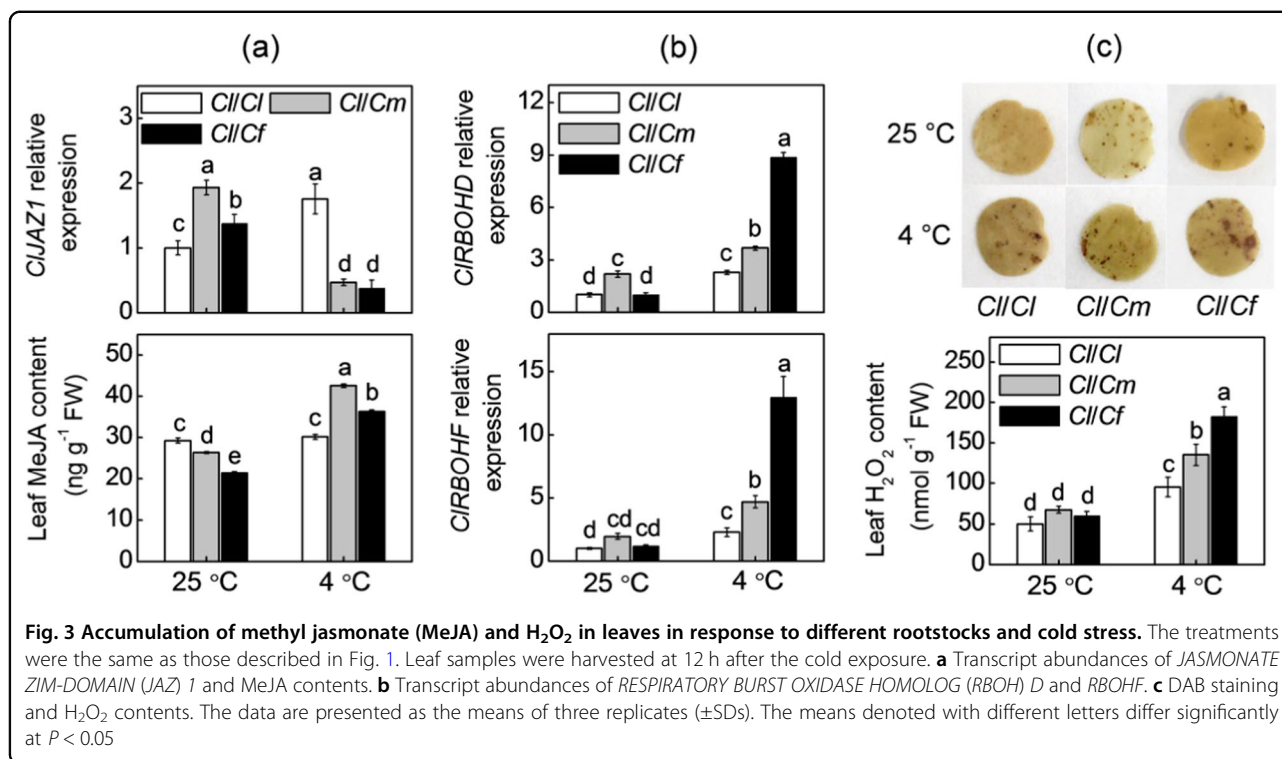 (a)
ClJAZ1 relative expression
3
2
1
0
Cl/Cl
Cl/Cm
Cl/Cf
c
a
b
a
d
d
Leaf MeJA content
(ng g⁻¹ FW)
50
40
30
20
10
0
c
d
e
c
a
b
25 °C
4 °C
(b)
ClRBOHD relative expression
12
9
6
3
0
Cl/Cl
Cl/Cm
Cl/Cf
d
c
d
c
b
a
ClRBOHF relative expression
15
10
5
0
d
cd
cd
c
b
a
25 °C
4 °C
(c)
25 °C
4 °C
Cl/Cl
Cl/Cm
Cl/Cf
Leaf H₂O₂ content
(nmol g⁻¹ FW)
250
200
150
100
50
0
Cl/Cl
Cl/Cm
Cl/Cf
d
d
d
c
b
a
25 °C
4 °C
Fig. 3 Accumulation of methyl jasmonate (MeJA) and H₂O₂ in leaves in response to different rootstocks and cold stress. The treatments
were the same as those described in Fig. 1. Leaf samples were harvested at 12 h after the cold exposure. a Transcript abundances of JASMONATE
ZIM-DOMAIN (JAZ) 1 and MeJA contents. b Transcript abundances of RESPIRATORY BURST OXIDASE HOMOLOG (RBOH) D and RBOHF. c DAB staining
and H₂O₂ contents. The data are presented as the means of three replicates (±SDs). The means denoted with different letters differ significantly
at P < 0.05